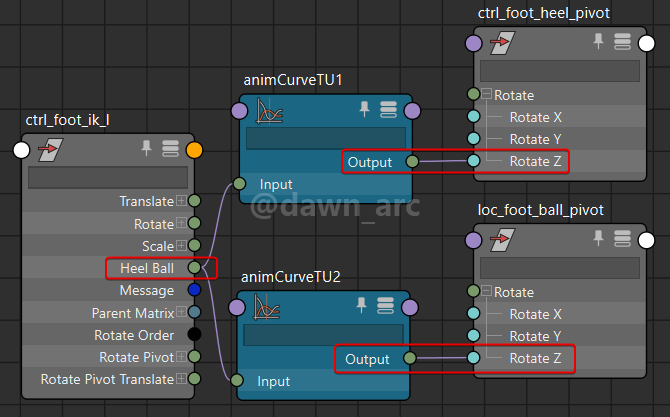 ctrl_foot_ik_l
Translate
Rotate
Scale
Heel Ball
Message
Parent Matrix
Rotate Order
Rotate Pivot
Rotate Pivot Translate
animCurveTU1
Output
Input
@dawn_arc
animCurveTU2
Output
Input
ctrl_foot_heel_pivot
Rotate
Rotate X
Rotate Y
Rotate Z
loc_foot_ball_pivot
Rotate
Rotate X
Rotate Y
Rotate Z